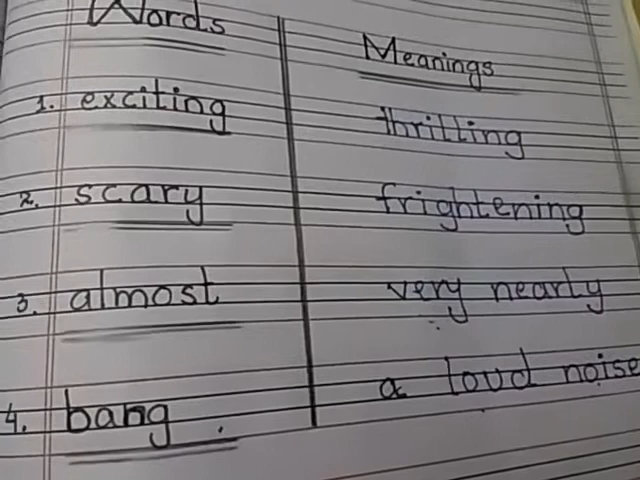 Words Meanings
1. exciting thrilling
2. scary frightening
3. almost very nearly
4. bang. a loud noise